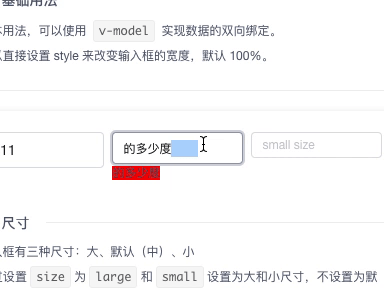 基础用法
用法，可以使用 v-model 实现数据的双向绑定。
直接设置 style 来改变输入框的宽度，默认 100%。
11
的多少度
small size
尺寸
框有三种尺寸：大、默认（中）、小
设置 size 为 large 和 small 设置为大和小尺寸，不设置为默